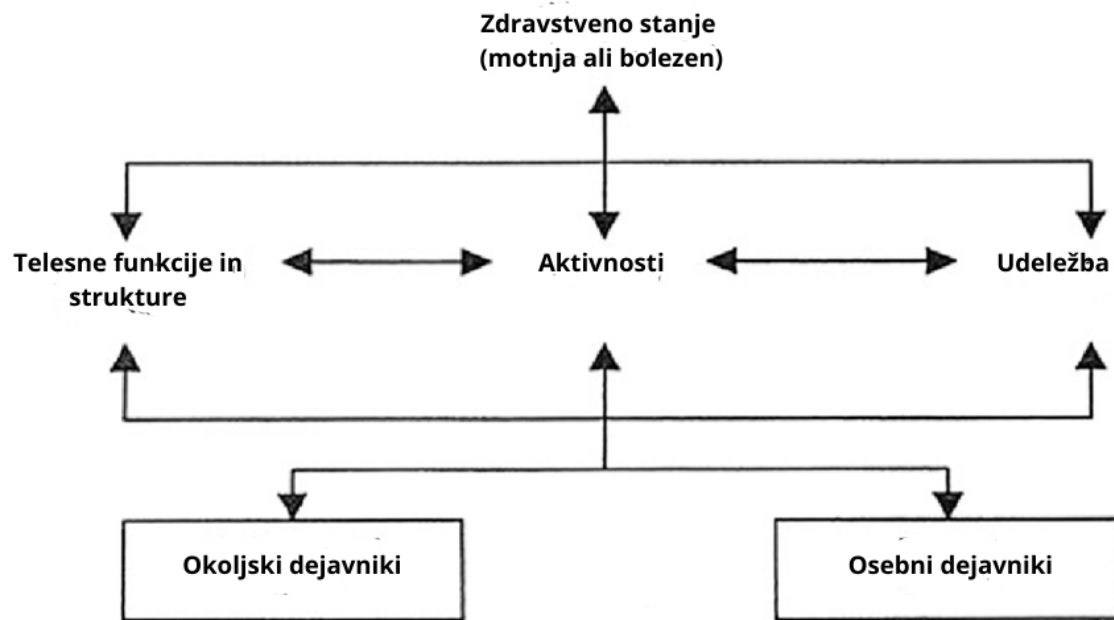 Zdravstveno stanje
(motnja ali bolezen)
Telesne funkcije in
strukture
Aktivnosti
Udeležba
Okoljski dejavniki
Osebni dejavniki